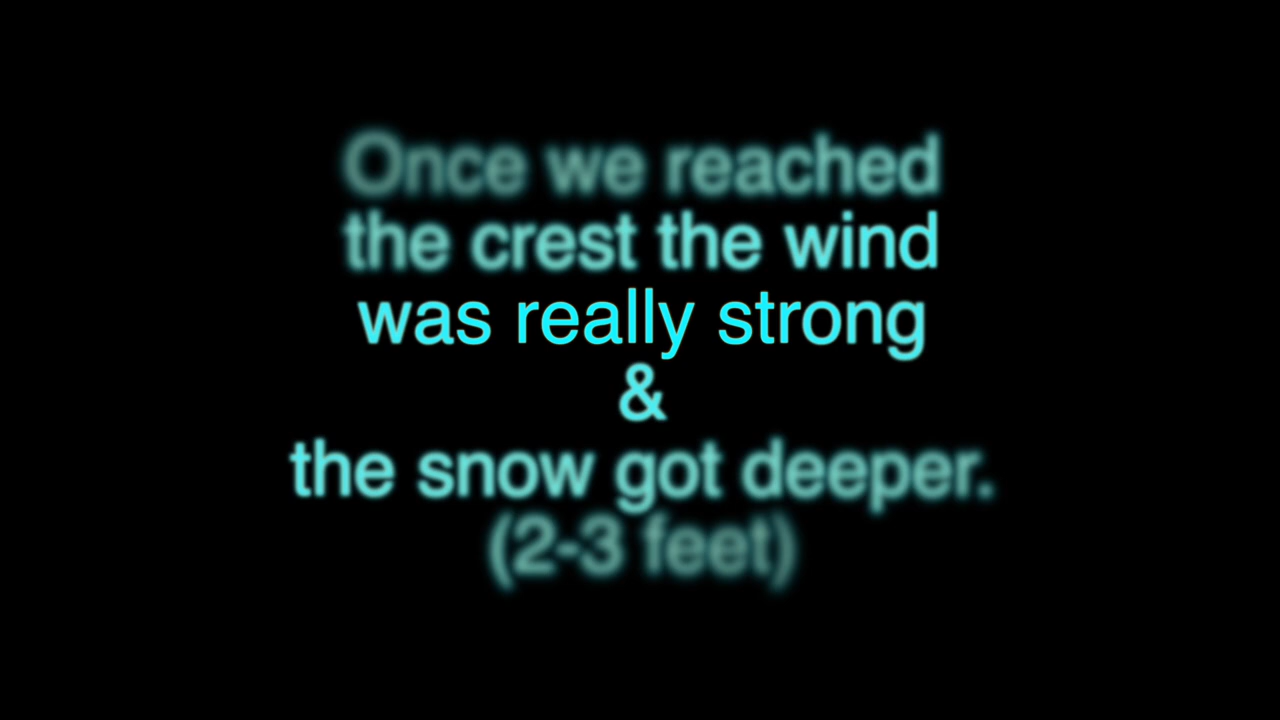 Once we reached
the crest the wind
was really strong
&
the snow got deeper.
(2-3 feet)